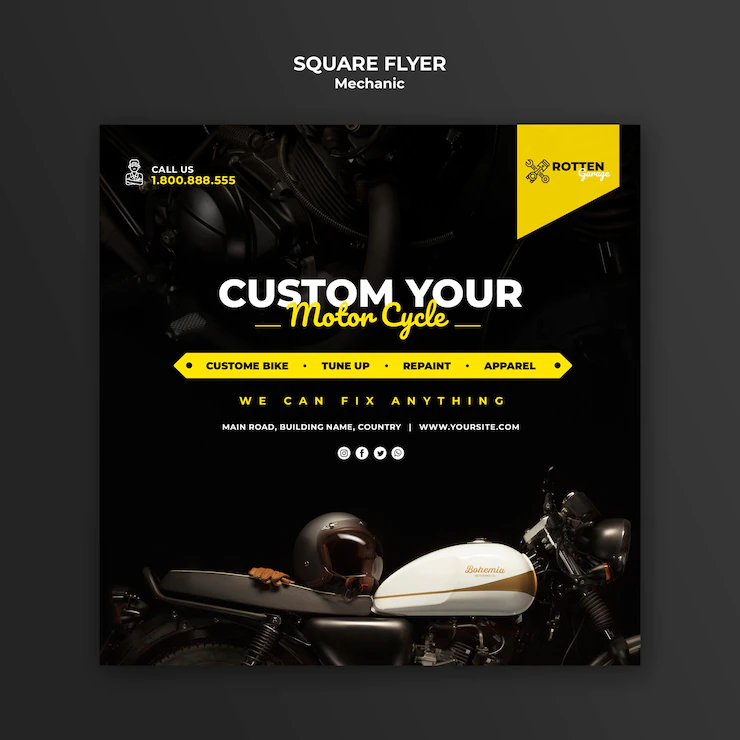 SQUARE FLYER
Mechanic
CALL US
1.800.888.555
ROTTEN
Garage
CUSTOM YOUR
Motor Cycle
CUSTOME BIKE • TUNE UP • REPAINT • APPAREL
WE CAN FIX ANYTHING
MAIN ROAD, BUILDING NAME, COUNTRY | WWW.YOURSITE.COM
Bohemia